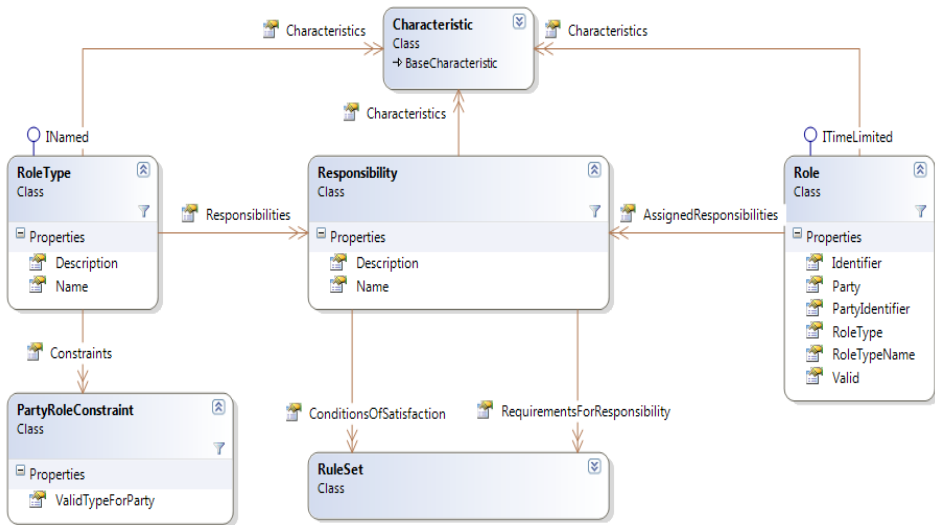 Characteristic
Class
BaseCharacteristic
Characteristics
Characteristics
Characteristics
INamed
ITimeLimited
RoleType
Class
Properties
Description
Name
Responsibilities
Responsibility
Class
Properties
Description
Name
AssignedResponsibilities
Role
Class
Properties
Identifier
Party
PartyIdentifier
RoleType
RoleTypeName
Valid
Constraints
PartyRoleConstraint
Class
Properties
ValidTypeForParty
ConditionsOfSatisfaction
RequirementsForResponsibility
RuleSet
Class